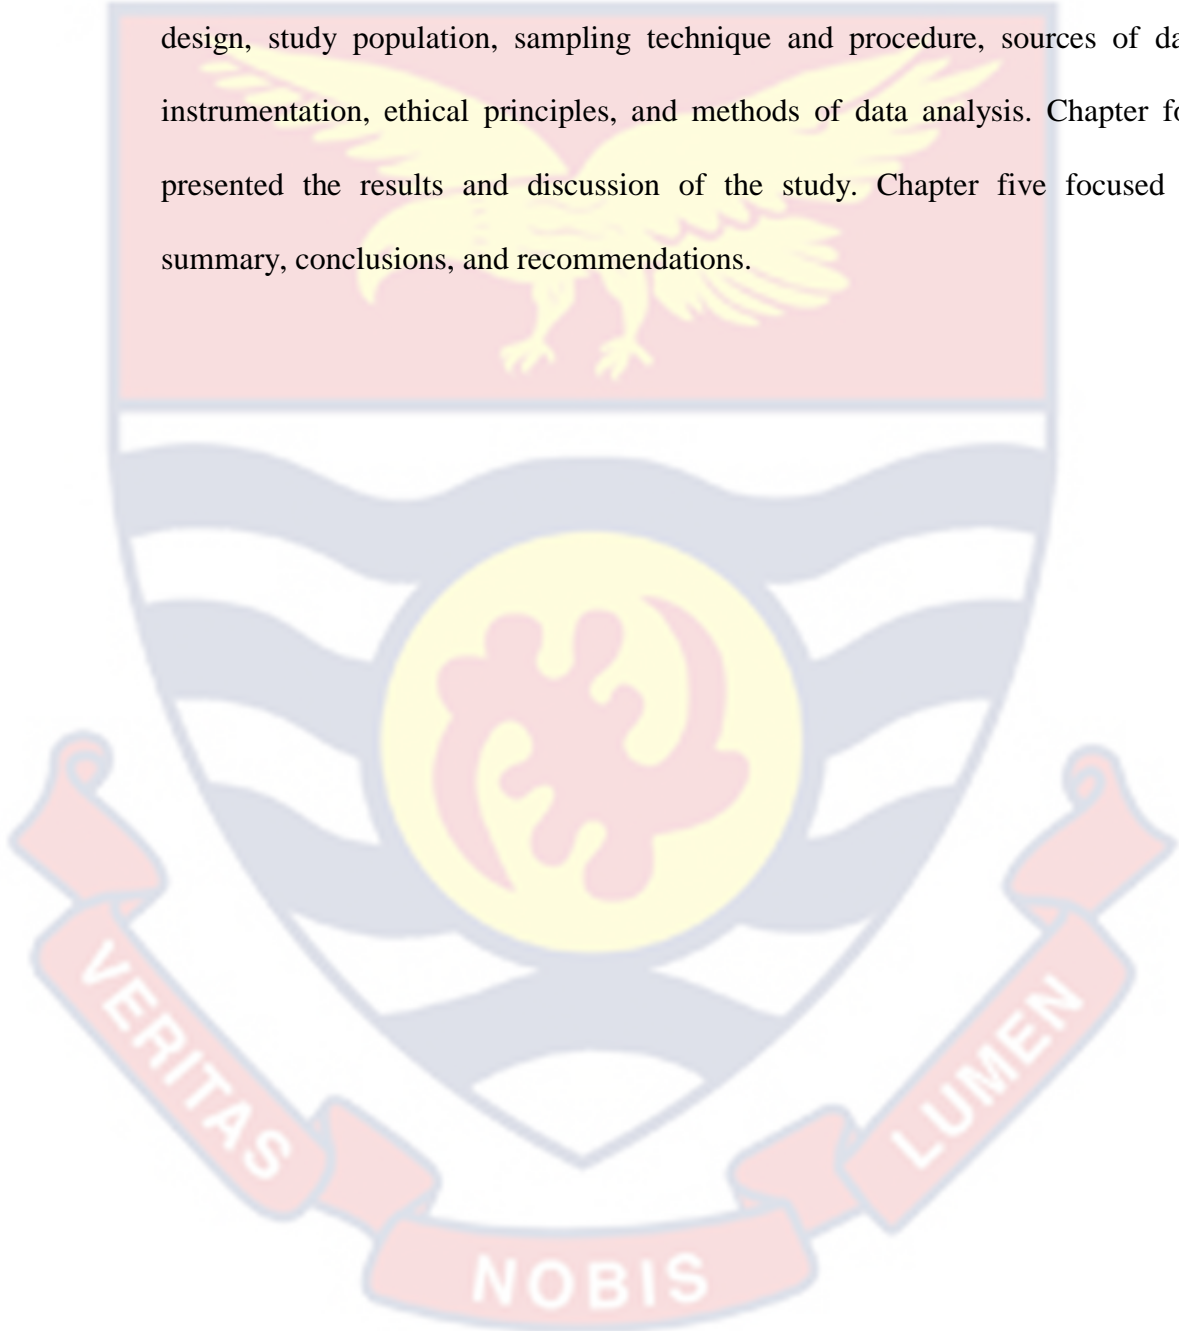 design, study population, sampling technique and procedure, sources of da
instrumentation, ethical principles, and methods of data analysis. Chapter fo
presented the results and discussion of the study. Chapter five focused
summary, conclusions, and recommendations.
VERITAS
NOBIS
LUMEN